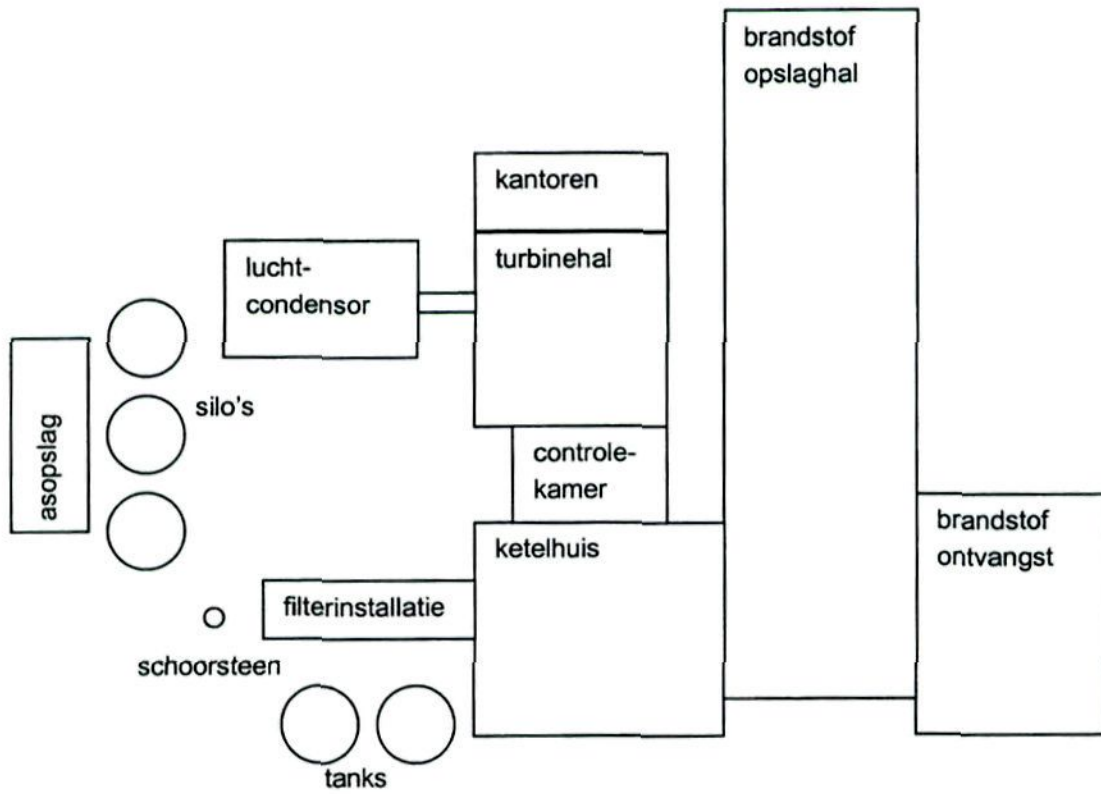 brandstof
opslaghal
kantoren
turbinehal
lucht-
condensor
silo's
asopslag
controle-
kamer
brandstof
ontvangst
ketelhuis
filterinstallatie
schoorsteen
tanks